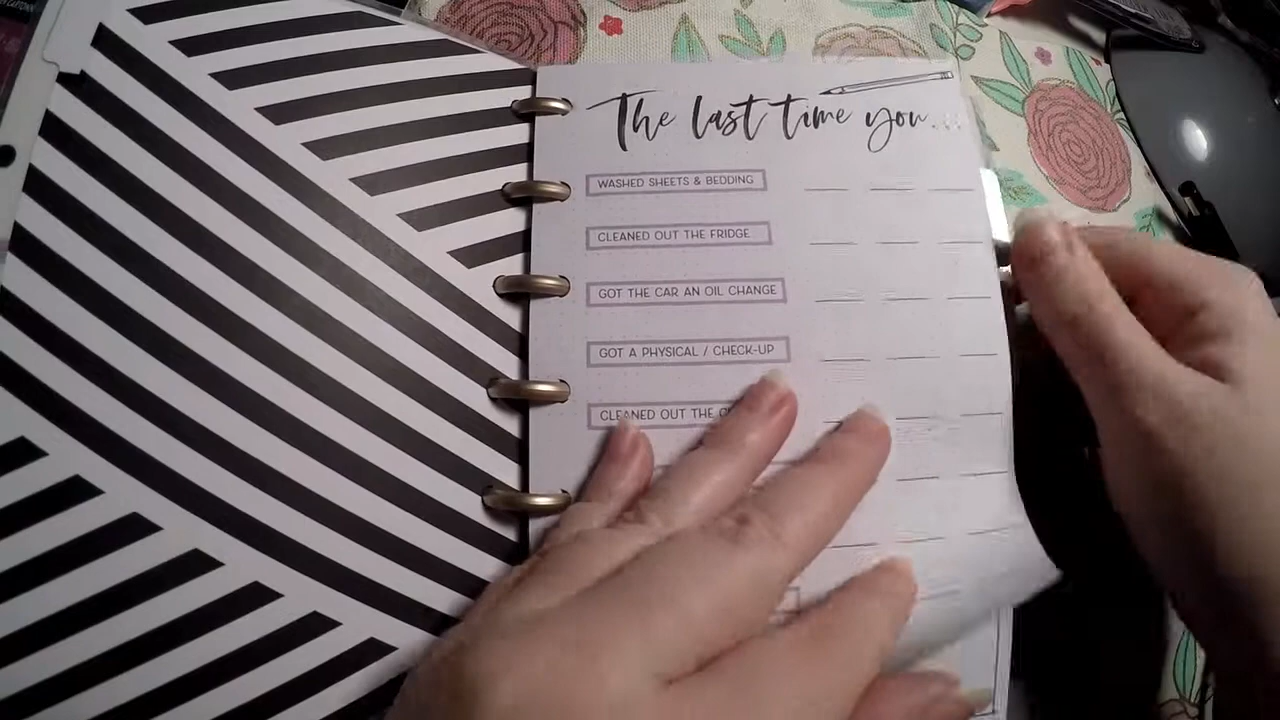 The last time you...
WASHED SHEETS & BEDDING
CLEANED OUT THE FRIDGE
GOT THE CAR AN OIL CHANGE
GOT A PHYSICAL / CHECK-UP
CLEANED OUT THE